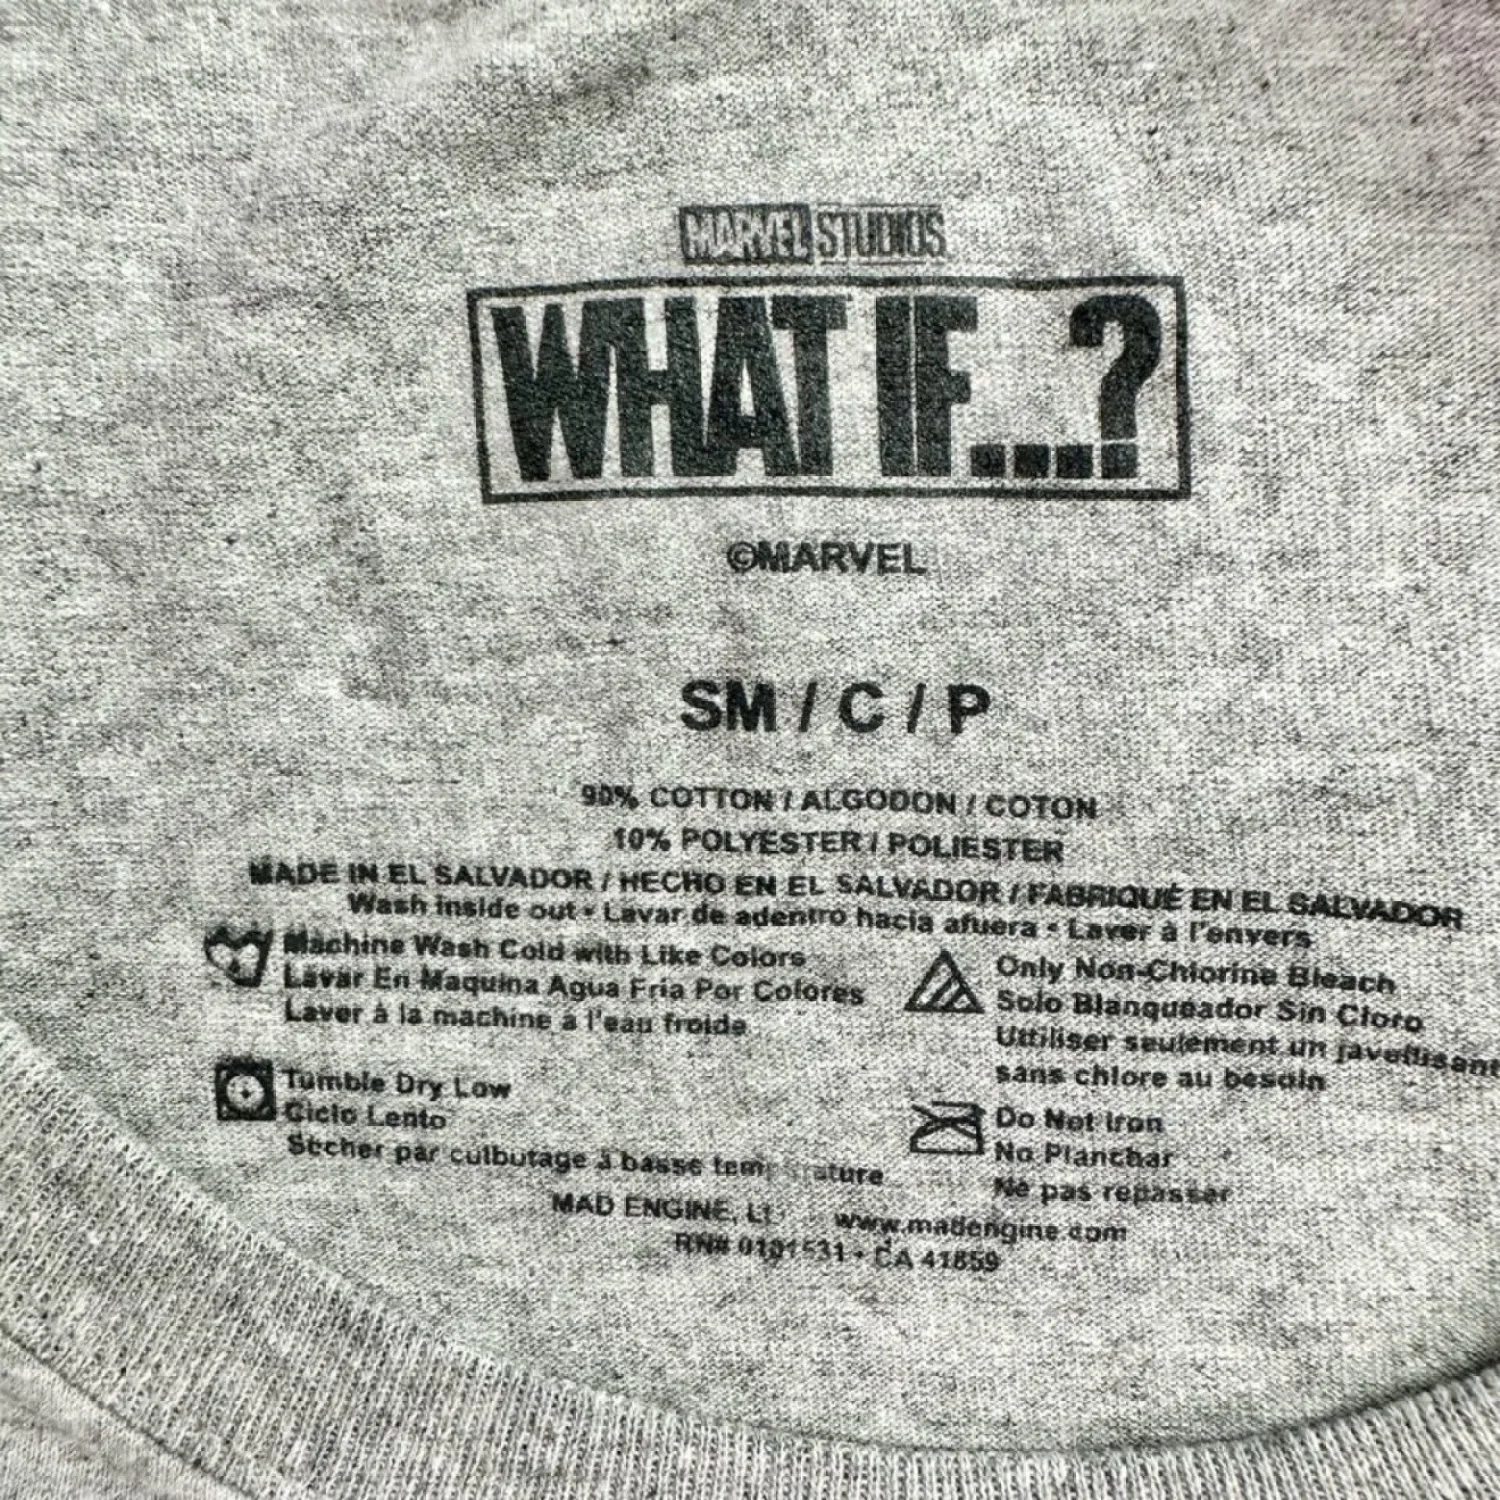 MARVEL STUDIOS
WHAT IF...?
©MARVEL
SM / C / P
90% COTTON / ALGODON / COTON
10% POLYESTER / POLIESTER
MADE IN EL SALVADOR / HECHO EN EL SALVADOR / FABRIQUÉ EN EL SALVADOR
Wash inside out • Lavar de adentro hacia afuera • Laver à l'envers
Machine Wash Cold with Like Colors
Lavar En Maquina Agua Fria Por Colores
Laver à la machine à l'eau froide
Only Non-Chlorine Bleach
Solo Blanqueador Sin Cloro
Uttiliser seulement un javellisant
sans chlore au besoin
Tumble Dry Low
Ciclo Lento
Sècher par culbutage à basse
Do Not Iron
No Planchar
Ne pas repasser
MAD ENGINE, www.madengine.com
RN# 0101531 • CA 41859